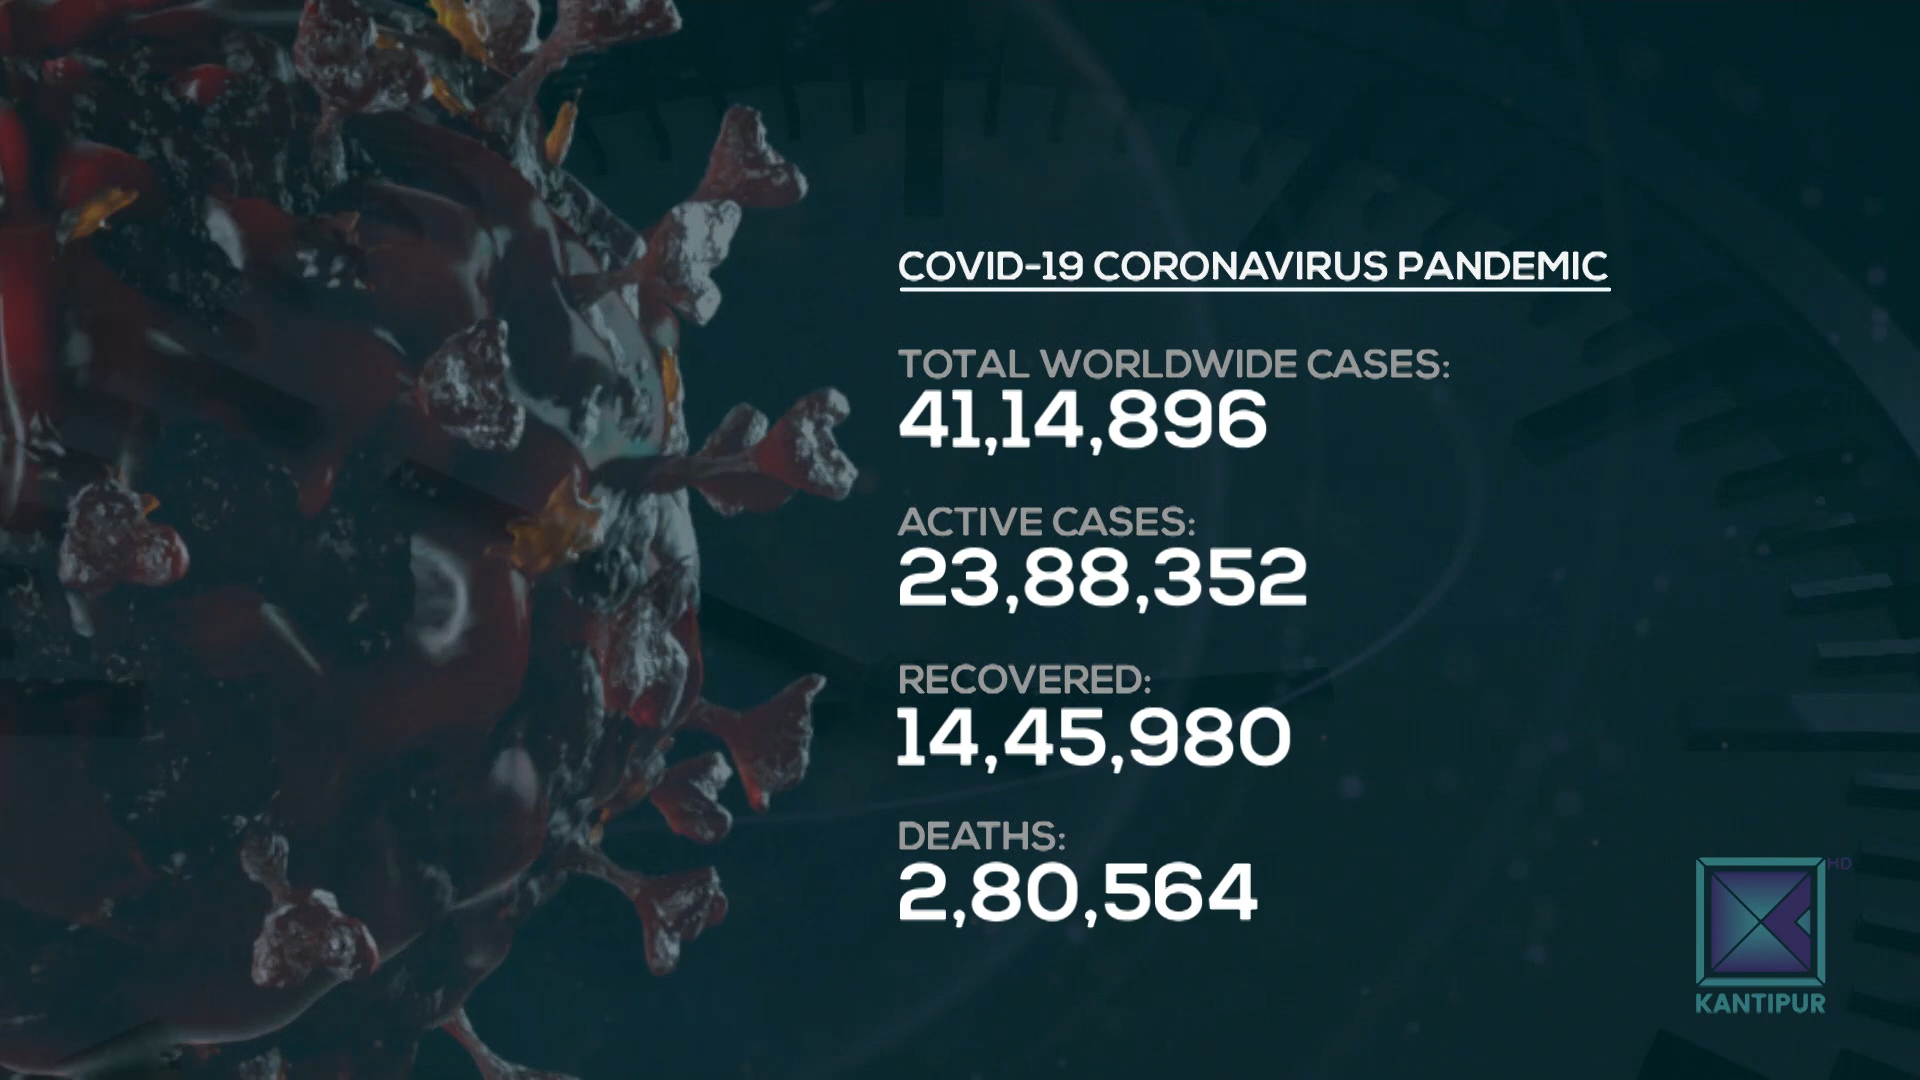 COVID-19 CORONAVIRUS PANDEMIC
TOTAL WORLDWIDE CASES:
41,14,896
ACTIVE CASES:
23,88,352
RECOVERED:
14,45,980
DEATHS:
2,80,564
HD
KANTIPUR